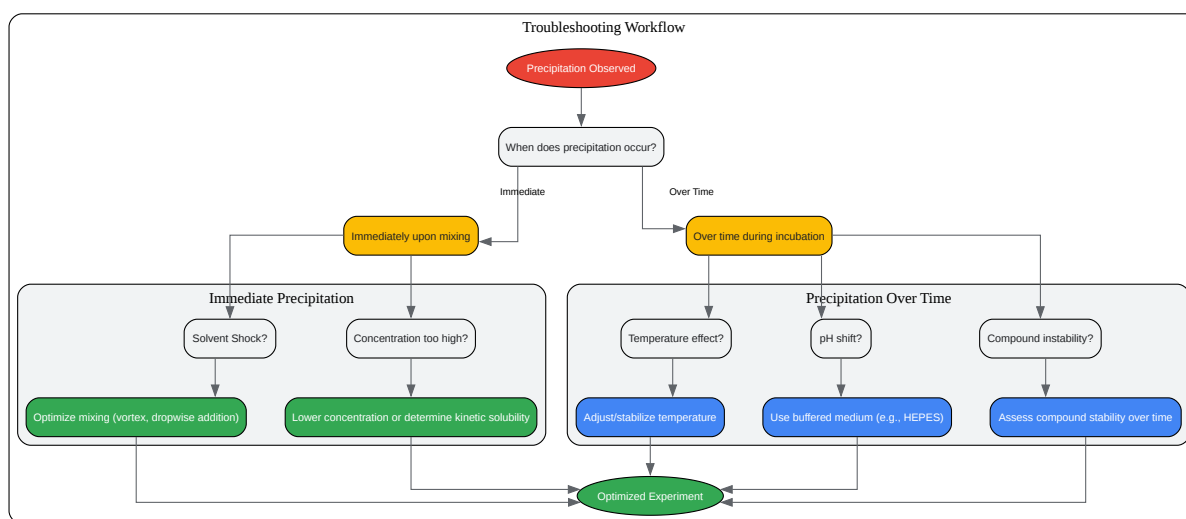 Troubleshooting Workflow
Precipitation Observed
When does precipitation occur?
Immediate
Over Time
Immediately upon mixing
Over time during incubation
Immediate Precipitation
Precipitation Over Time
Solvent Shock?
Concentration too high?
Temperature effect?
pH shift?
Compound instability?
Optimize mixing (vortex, dropwise addition)
Lower concentration or determine kinetic solubility
Adjust/stabilize temperature
Use buffered medium (e.g., HEPES)
Assess compound stability over time
Optimized Experiment